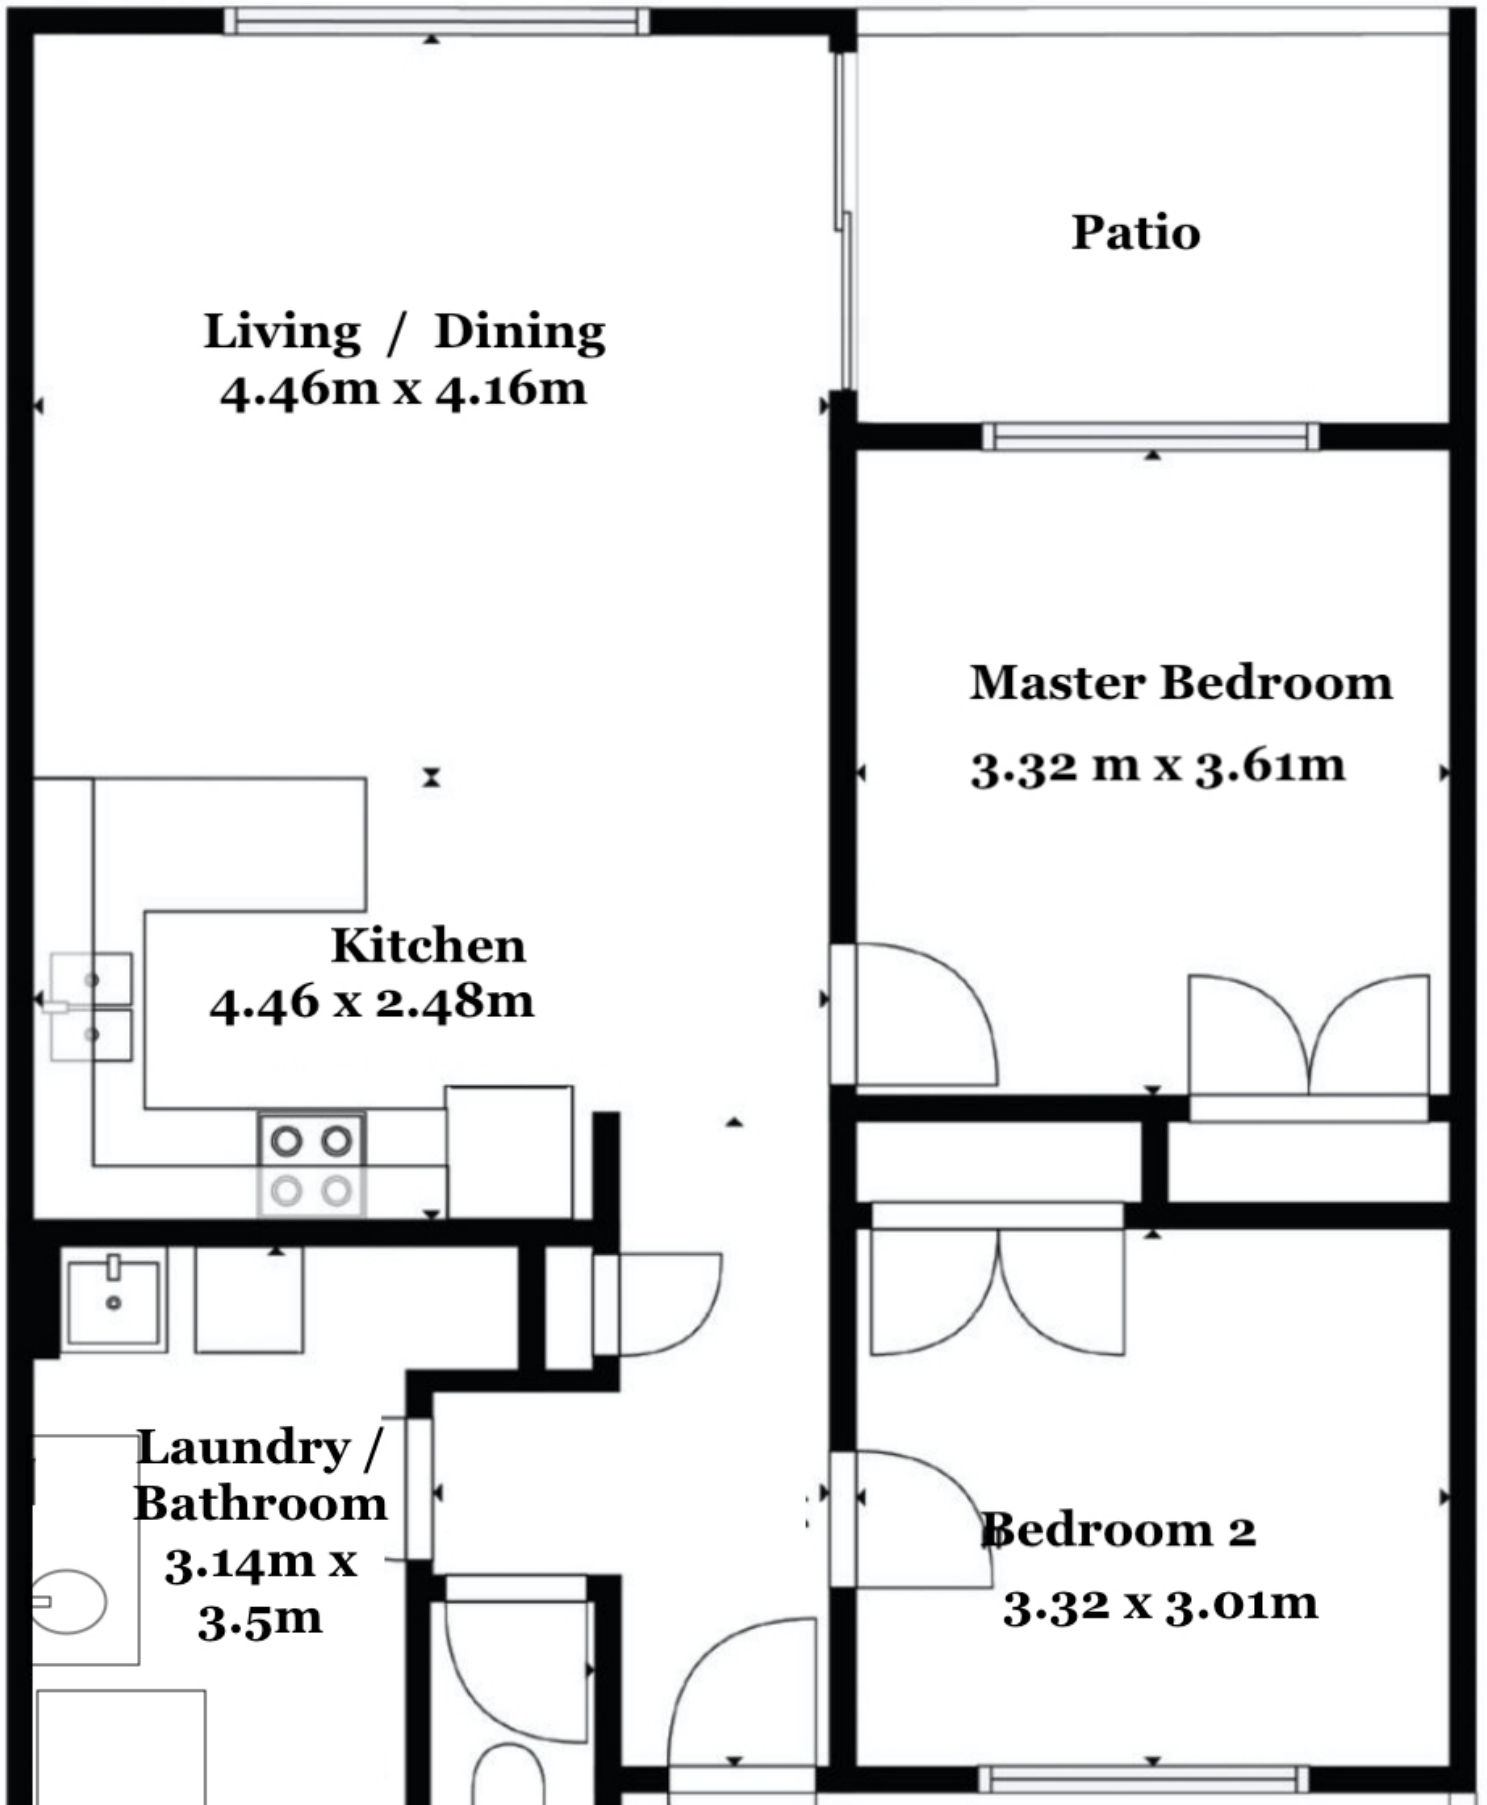 Patio
Living / Dining
4.46m x 4.16m
Master Bedroom
3.32 m x 3.61m
Kitchen
4.46 x 2.48m
Laundry /
Bathroom
3.14m x
3.5m
Bedroom 2
3.32 x 3.01m